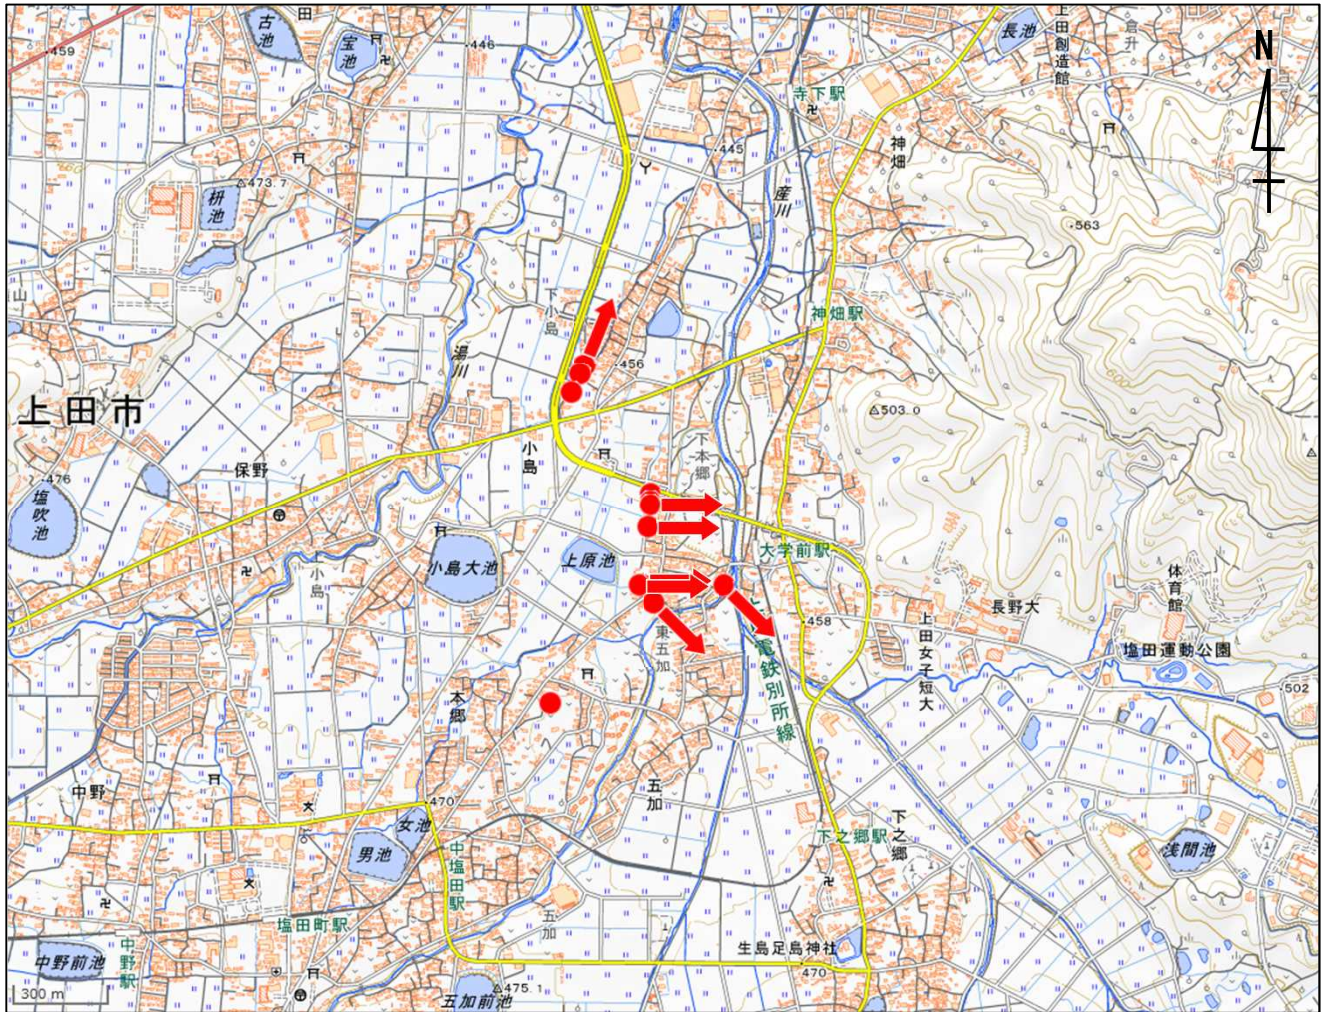 古池
宝池
田
446
459
長池
上田創造館
倉升
N
寺下駅
神畑
445
473.7
枡池
産川
563
山
下小島
神畑駅
456
湯川
600
503.0
上田市
小島
下本郷
保野
476
塩吹池
大学前駅
上原池
小島大池
小島
体育館
長野大
458
上田女子短大
東五加
塩田運動公園
電鉄別所線
502
本郷
470
中野
五加
470
女池
下之郷
下之郷駅
男池
中塩田駅
浅間池
塩田町駅
五加
中野駅
生島足島神社
中野前池
470
475.1
五加前池
300 m